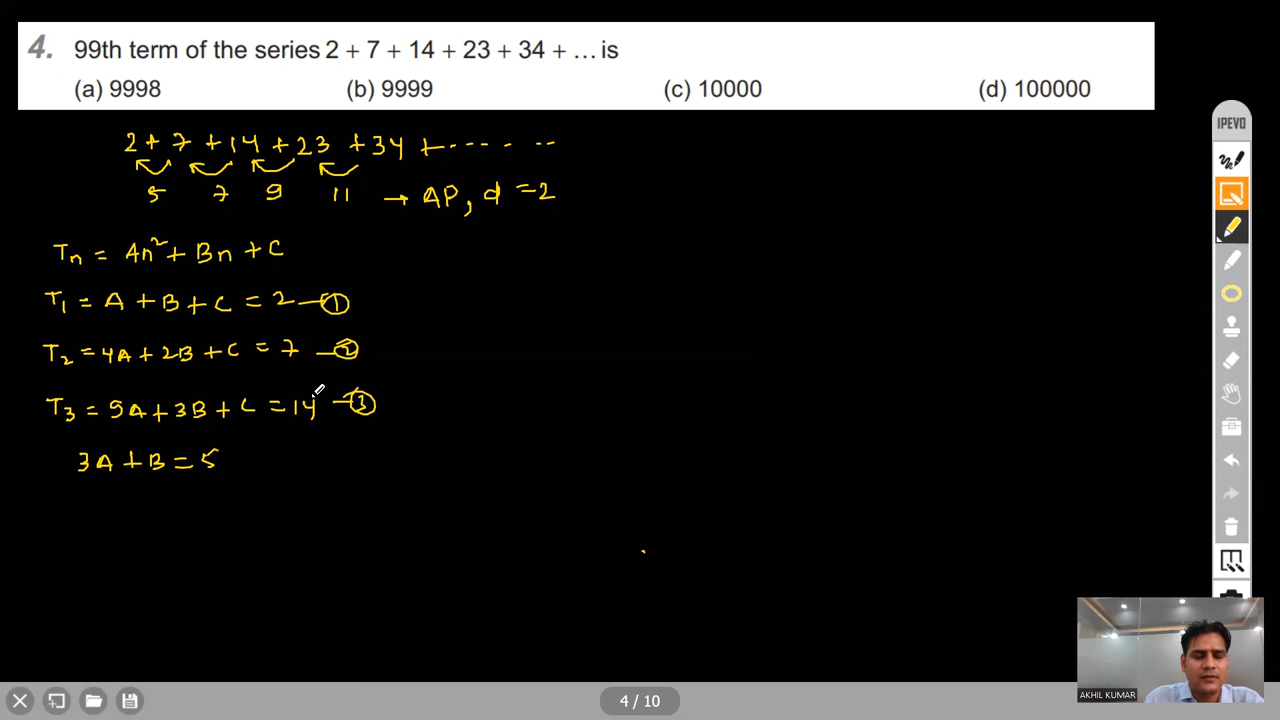 4. 99th term of the series 2 + 7 + 14 + 23 + 34 + ... is
(a) 9998 (b) 9999 (c) 10000 (d) 100000
2 + 7 + 14 + 23 + 34 + ...... ..
5 7 9 11 → AP, d = 2
Tn = An² + Bn + C
T1 = A + B + C = 2 — ①
T2 = 4A + 2B + C = 7 — ②
T3 = 9A + 3B + C = 14 — ③
3A + B = 5
IPEVO
AKHIL KUMAR
4 / 10